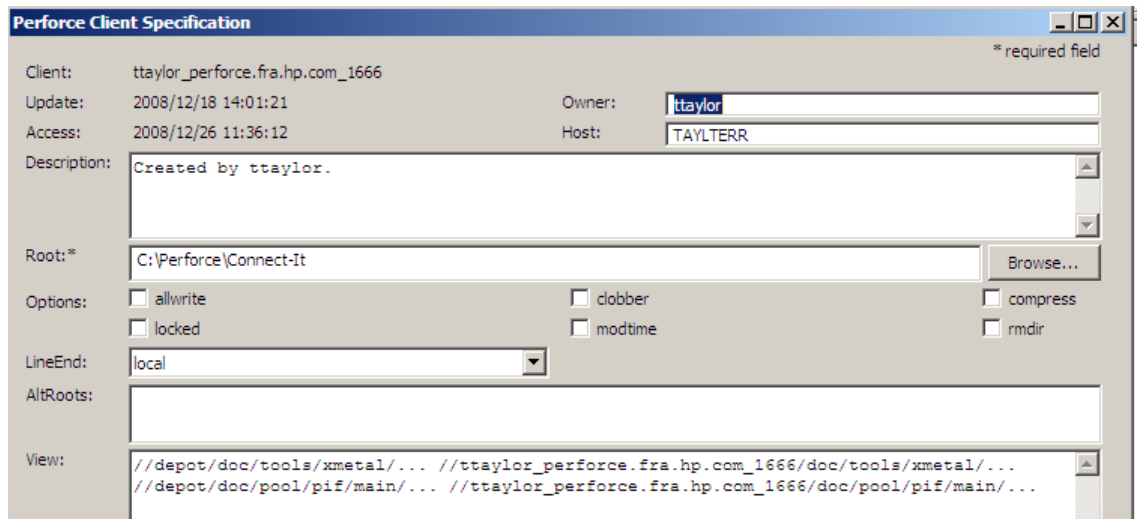 Perforce Client Specification
* required field
Client: ttaylor_perforce.fra.hp.com_1666
Update: 2008/12/18 14:01:21 Owner: ttaylor
Access: 2008/12/26 11:36:12 Host: TAYLTERR
Description: Created by ttaylor.
Root:* C:\Perforce\Connect-It Browse...
Options: allwrite clobber compress
locked modtime rmdir
LineEnd: local
AltRoots:
View: //depot/doc/tools/xmetal/... //ttaylor_perforce.fra.hp.com_1666/doc/tools/xmetal/...
//depot/doc/pool/pif/main/... //ttaylor_perforce.fra.hp.com_1666/doc/pool/pif/main/...